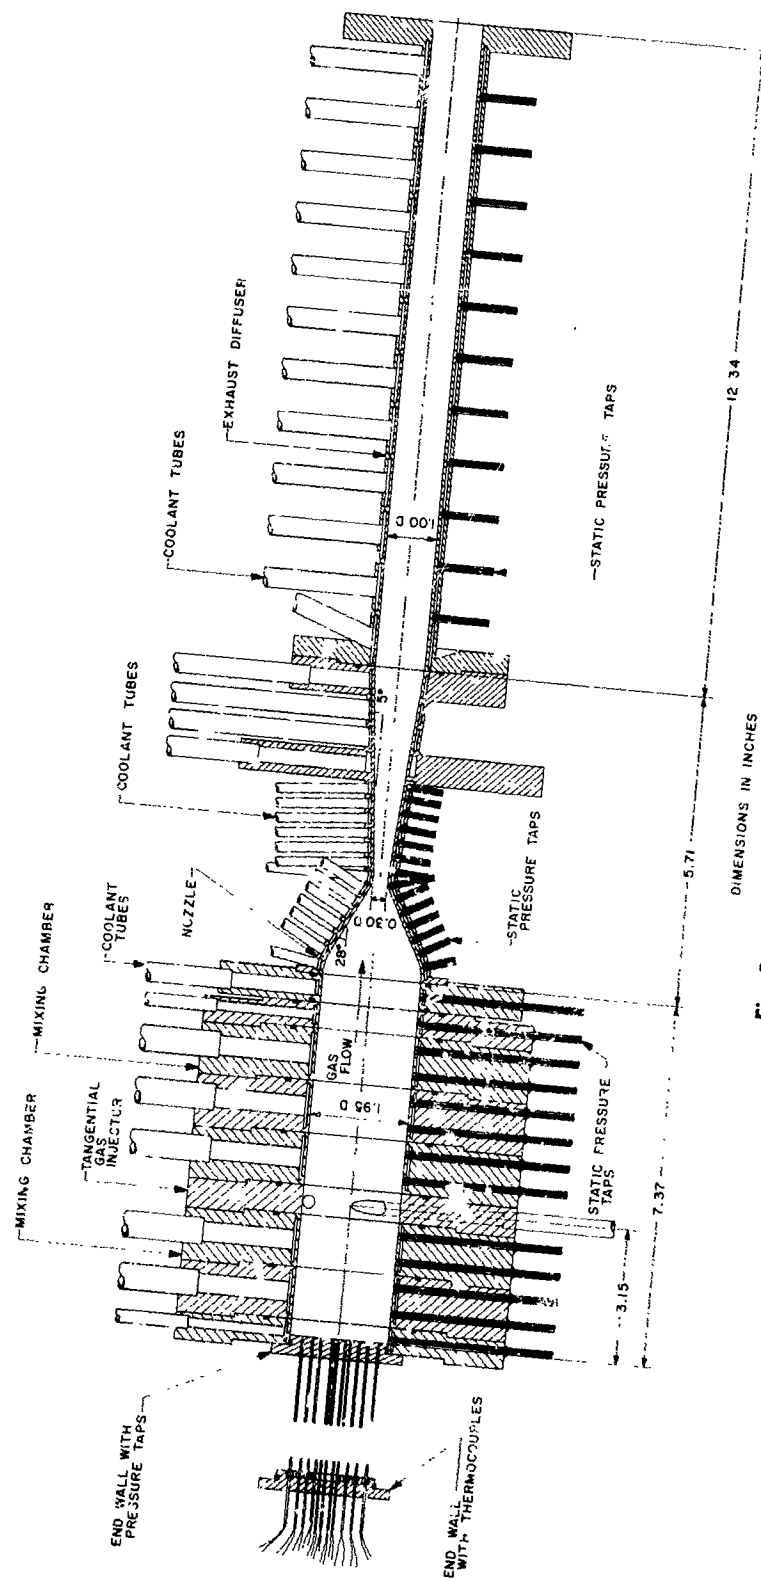 END WALL WITH
PRESSURE TAPS
END WALL
WITH THERMOCOUPLES
MIXING CHAMBER
TANGENTIAL
GAS
INJECTOR
MIXING CHAMBER
COOLANT
TUBES
NOZZLE
COOLANT TUBES
COOLANT TUBES
EXHAUST DIFFUSER
GAS
FLOW
1.95 D
28°
0.30 D
5°
1.00 D
STATIC PRESSURE
TAPS
STATIC
PRESSURE TAPS
STATIC PRESSURE TAPS
3.15
7.37
5.71
12.34
DIMENSIONS IN INCHES